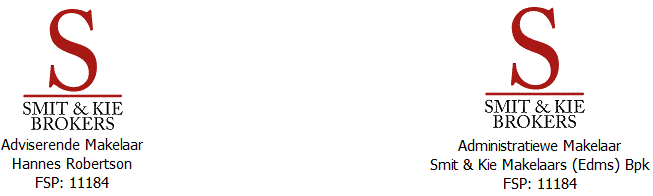 S
SMIT & KIE
BROKERS
Adviserende Makelaar
Hannes Robertson
FSP: 11184
S
SMIT & KIE
BROKERS
Administratiewe Makelaar
Smit & Kie Makelaars (Edms) Bpk
FSP: 11184